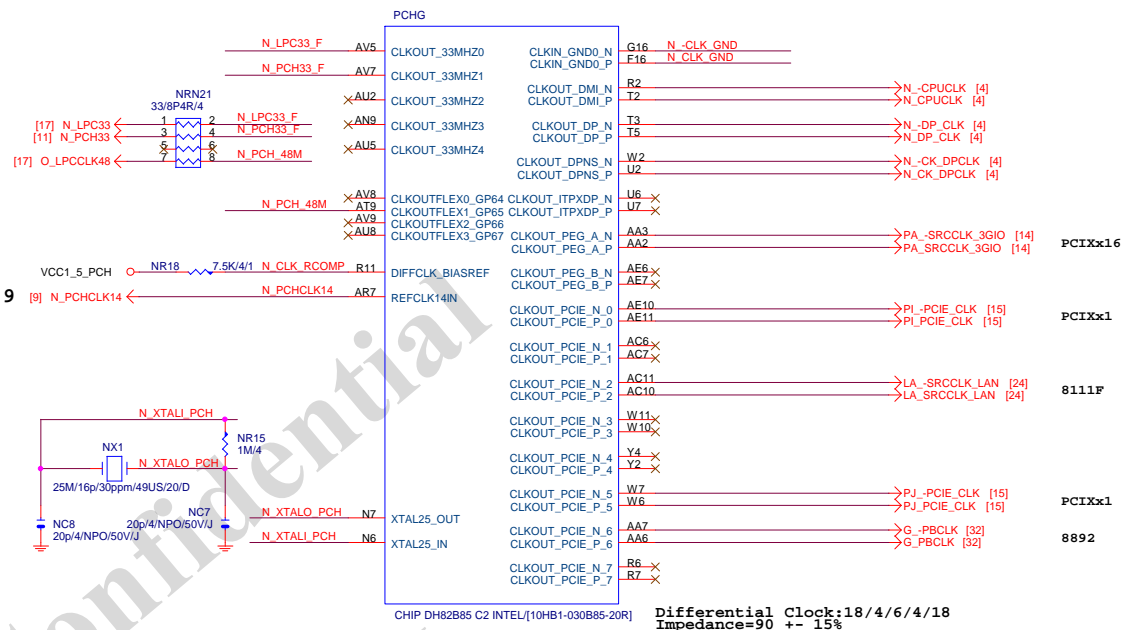 PCHG
N_LPC33_F AV5 CLKOUT_33MHZ0 CLKIN_GND0_N G16 N_-CLK_GND
CLKIN_GND0_P F16 N_CLK_GND
N_PCH33_F AV7 CLKOUT_33MHZ1
CLKOUT_DMI_N R2 N_-CPUCLK [4]
AU2 CLKOUT_33MHZ2 CLKOUT_DMI_P T2 N_CPUCLK [4]
NRN21
33/8P4R/4
[17] N_LPC33 1 2 N_LPC33_F AN9 CLKOUT_33MHZ3 CLKOUT_DP_N T3 N_-DP_CLK [4]
[11] N_PCH33 3 4 N_PCH33_F CLKOUT_DP_P T5 N_DP_CLK [4]
5 6 AU5 CLKOUT_33MHZ4
[17] O_LPCCLK48 7 8 N_PCH_48M CLKOUT_DPNS_N W2 N_-CK_DPCLK [4]
CLKOUT_DPNS_P U2 N_CK_DPCLK [4]
AV8 CLKOUTFLEX0_GP64 CLKOUT_ITPXDP_N U6
N_PCH_48M AT9 CLKOUTFLEX1_GP65 CLKOUT_ITPXDP_P U7
AV9 CLKOUTFLEX2_GP66
AU8 CLKOUTFLEX3_GP67 CLKOUT_PEG_A_N AA3 PA_-SRCCLK_3GIO [14]
CLKOUT_PEG_A_P AA2 PA_SRCCLK_3GIO [14] PCIXx16
VCC1_5_PCH NR18 7.5K/4/1 N_CLK_RCOMP R11 DIFFCLK_BIASREF CLKOUT_PEG_B_N AE6
CLKOUT_PEG_B_P AE7
9 [9] N_PCHCLK14 N_PCHCLK14 AR7 REFCLK14IN
CLKOUT_PCIE_N_0 AE10 PI_-PCIE_CLK [15]
CLKOUT_PCIE_P_0 AE11 PI_PCIE_CLK [15] PCIXx1
CLKOUT_PCIE_N_1 AC6
CLKOUT_PCIE_P_1 AC7
CLKOUT_PCIE_N_2 AC11 LA_-SRCCLK_LAN [24]
CLKOUT_PCIE_P_2 AC10 LA_SRCCLK_LAN [24] 8111F
N_XTALI_PCH CLKOUT_PCIE_N_3 W11
CLKOUT_PCIE_P_3 W10
NR15
1M/4
NX1 N_XTALO_PCH CLKOUT_PCIE_N_4 Y4
CLKOUT_PCIE_P_4 Y2
25M/16p/30ppm/49US/20/D
CLKOUT_PCIE_N_5 W7 PJ_-PCIE_CLK [15]
CLKOUT_PCIE_P_5 W6 PJ_PCIE_CLK [15] PCIXx1
NC8
20p/4/NPO/50V/J
NC7
20p/4/NPO/50V/J
N_XTALO_PCH N7 XTAL25_OUT
CLKOUT_PCIE_N_6 AA7 G_-PBCLK [32]
N_XTALI_PCH N6 XTAL25_IN CLKOUT_PCIE_P_6 AA6 G_PBCLK [32] 8892
CLKOUT_PCIE_N_7 R6
CLKOUT_PCIE_P_7 R7
CHIP DH82B85 C2 INTEL/[10HB1-030B85-20R]
Differential Clock:18/4/6/4/18
Impedance=90 +- 15%
Confidential